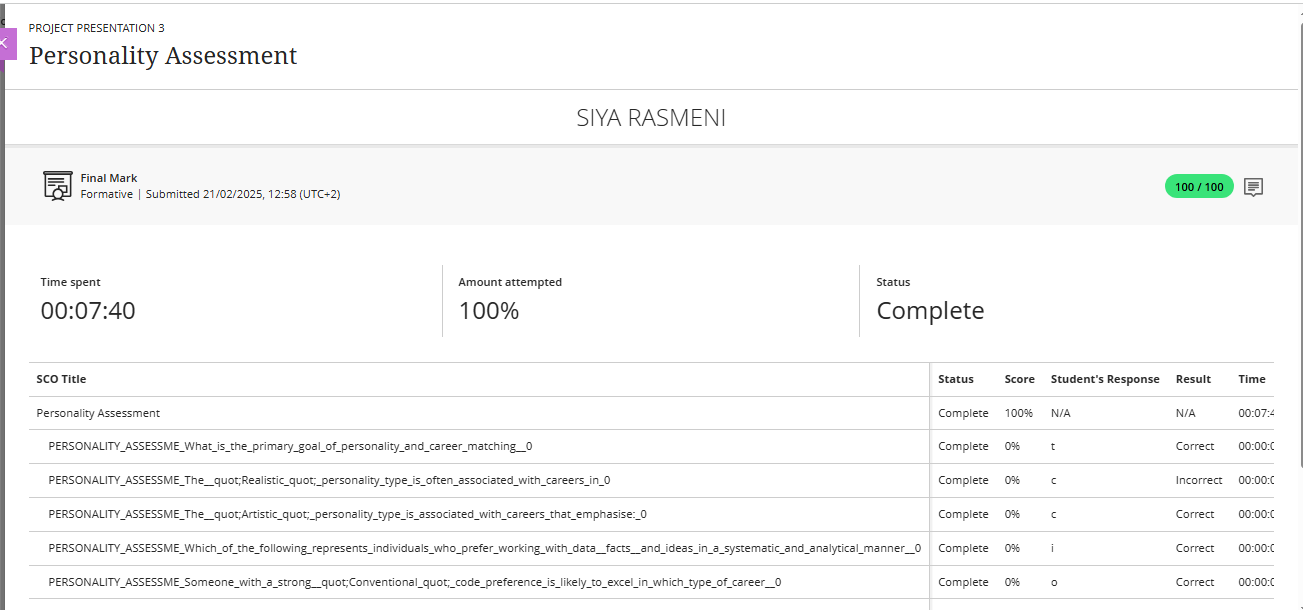 PROJECT PRESENTATION 3
Personality Assessment
SIYA RASMENI
Final Mark
Formative | Submitted 21/02/2025, 12:58 (UTC+2)
100 / 100
Time spent
00:07:40
Amount attempted
100%
Status
Complete
SCO Title Status Score Student's Response Result Time
Personality Assessment Complete 100% N/A N/A 00:07:4
PERSONALITY_ASSESSME_What_is_the_primary_goal_of_personality_and_career_matching__0 Complete 0% t Correct 00:00:0
PERSONALITY_ASSESSME_The__quot;Realistic_quot;_personality_type_is_often_associated_with_careers_in_0 Complete 0% c Incorrect 00:00:0
PERSONALITY_ASSESSME_The__quot;Artistic_quot;_personality_type_is_associated_with_careers_that_emphasise:_0 Complete 0% c Correct 00:00:0
PERSONALITY_ASSESSME_Which_of_the_following_represents_individuals_who_prefer_working_with_data__facts__and_ideas_in_a_systematic_and_analytical_manner__0 Complete 0% i Correct 00:00:0
PERSONALITY_ASSESSME_Someone_with_a_strong__quot;Conventional_quot;_code_preference_is_likely_to_excel_in_which_type_of_career__0 Complete 0% o Correct 00:00:0